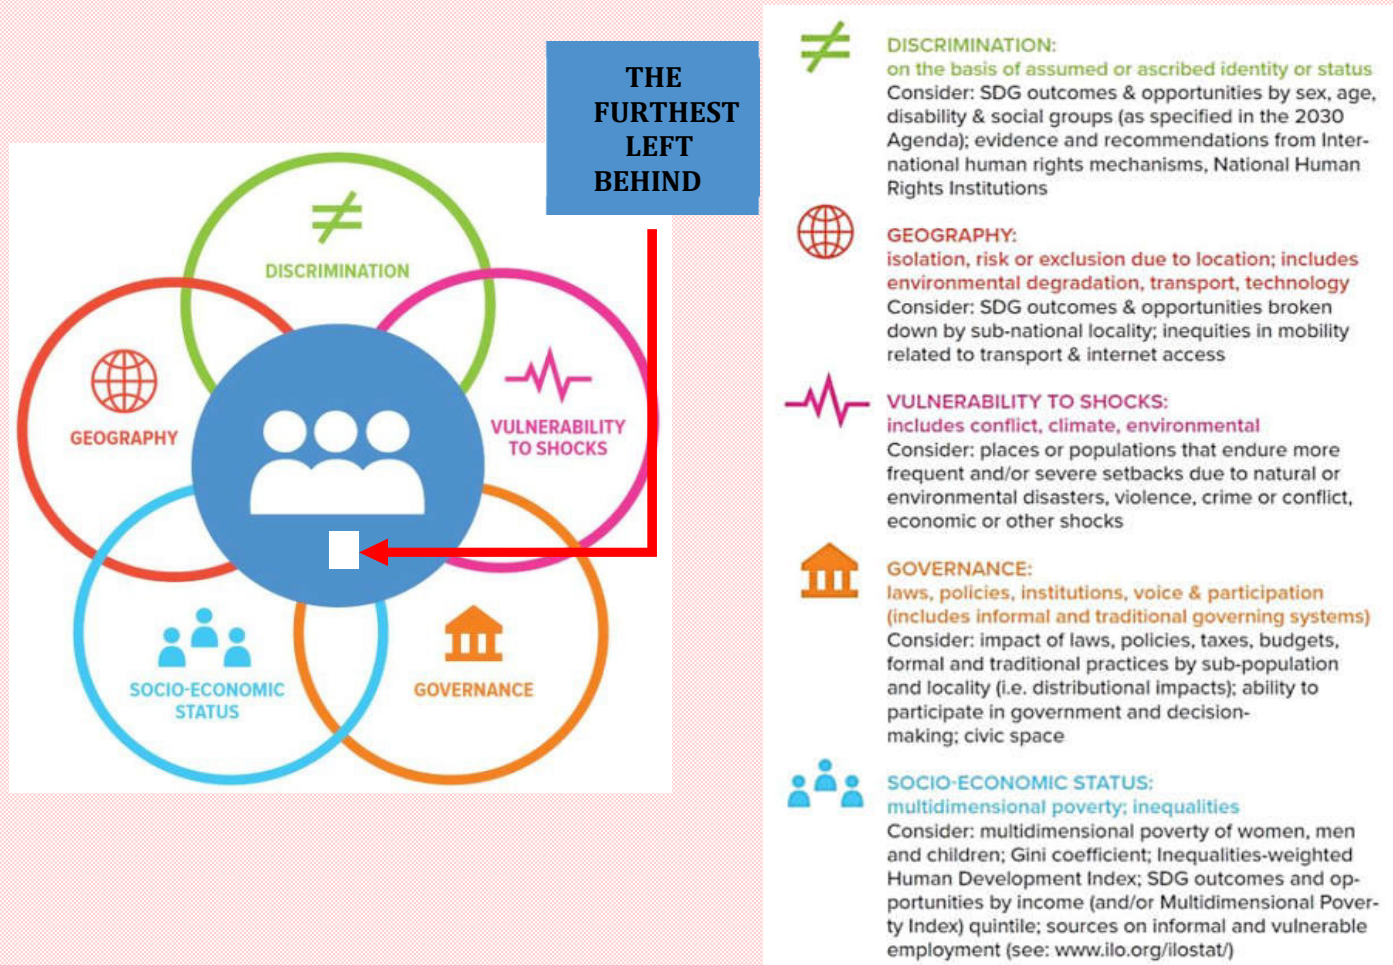 THE
FURTHEST
LEFT
BEHIND
DISCRIMINATION
GEOGRAPHY
VULNERABILITY
TO SHOCKS
SOCIO-ECONOMIC
STATUS
GOVERNANCE
DISCRIMINATION:
on the basis of assumed or ascribed identity or status
Consider: SDG outcomes & opportunities by sex, age,
disability & social groups (as specified in the 2030
Agenda); evidence and recommendations from Inter-
national human rights mechanisms, National Human
Rights Institutions
GEOGRAPHY:
isolation, risk or exclusion due to location; includes
environmental degradation, transport, technology
Consider: SDG outcomes & opportunities broken
down by sub-national locality; inequities in mobility
related to transport & internet access
VULNERABILITY TO SHOCKS:
includes conflict, climate, environmental
Consider: places or populations that endure more
frequent and/or severe setbacks due to natural or
environmental disasters, violence, crime or conflict,
economic or other shocks
GOVERNANCE:
laws, policies, institutions, voice & participation
(includes informal and traditional governing systems)
Consider: impact of laws, policies, taxes, budgets,
formal and traditional practices by sub-population
and locality (i.e. distributional impacts); ability to
participate in government and decision-
making; civic space
SOCIO-ECONOMIC STATUS:
multidimensional poverty; inequalities
Consider: multidimensional poverty of women, men
and children; Gini coefficient; Inequalities-weighted
Human Development Index; SDG outcomes and op-
portunities by income (and/or Multidimensional Pover-
ty Index) quintile; sources on informal and vulnerable
employment (see: www.ilo.org/ilostat/)